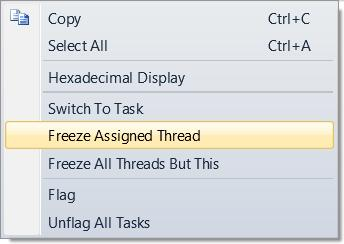 Copy Ctrl+C
Select All Ctrl+A
Hexadecimal Display
Switch To Task
Freeze Assigned Thread
Freeze All Threads But This
Flag
Unflag All Tasks